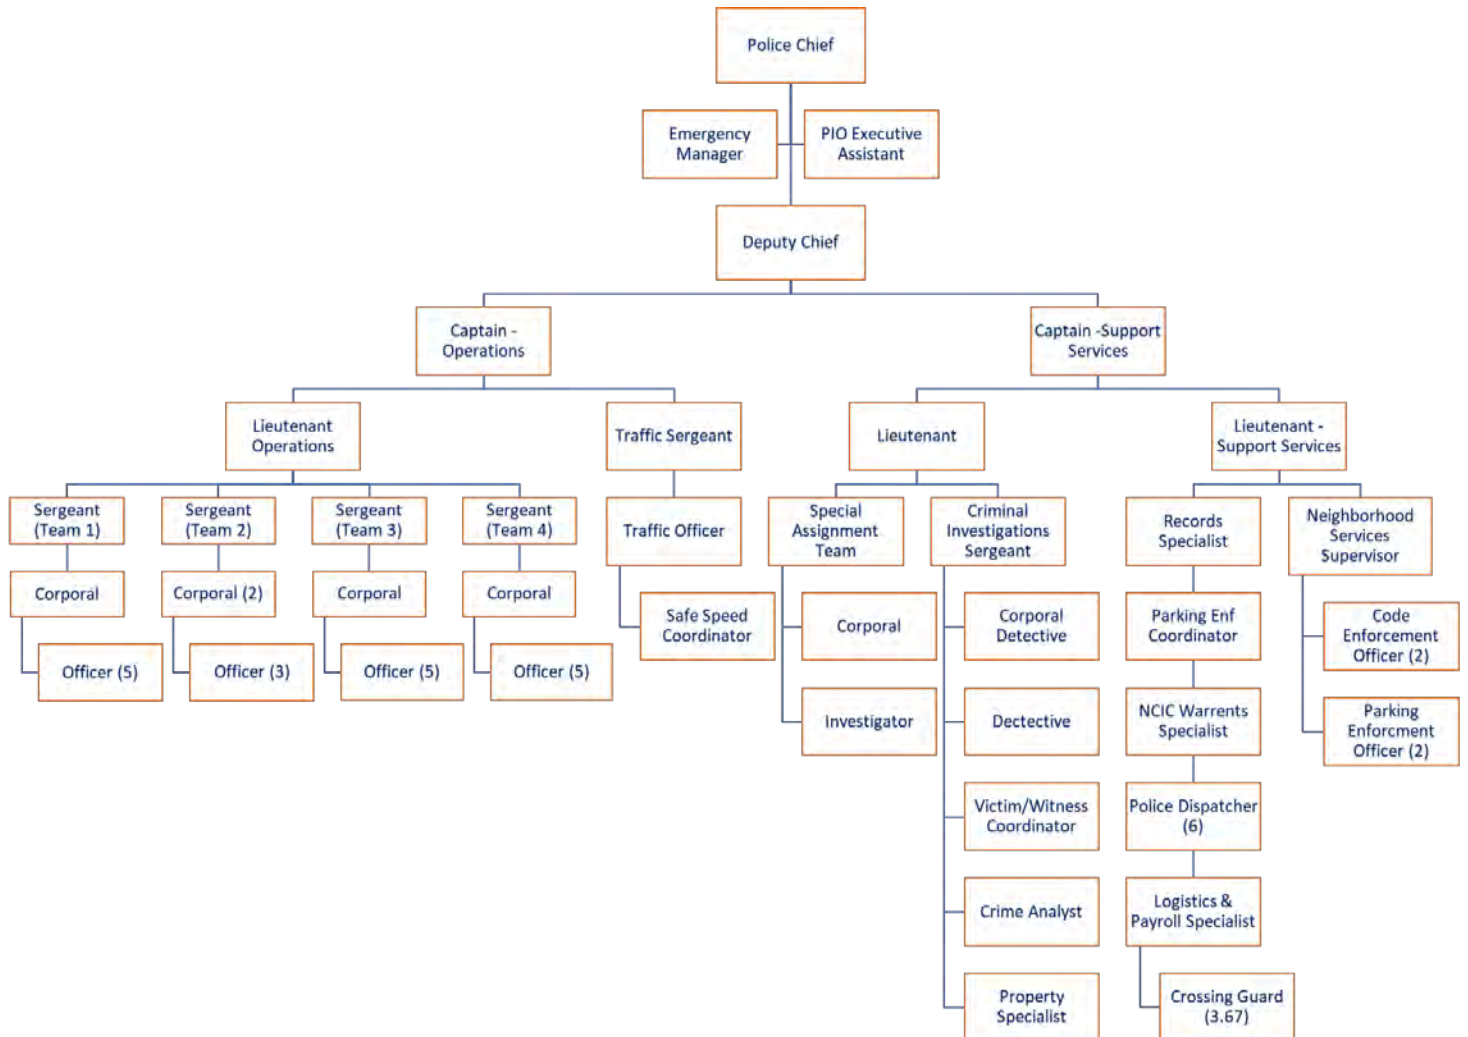 Police Chief
Emergency
Manager
PIO Executive
Assistant
Deputy Chief
Captain -
Operations
Captain -Support
Services
Lieutenant
Operations
Traffic Sergeant
Lieutenant
Lieutenant -
Support Services
Sergeant
(Team 1)
Sergeant
(Team 2)
Sergeant
(Team 3)
Sergeant
(Team 4)
Traffic Officer
Special
Assignment
Team
Criminal
Investigations
Sergeant
Records
Specialist
Neighborhood
Services
Supervisor
Corporal
Corporal (2)
Corporal
Corporal
Safe Speed
Coordinator
Corporal
Corporal
Detective
Parking Enf
Coordinator
Code
Enforcement
Officer (2)
Officer (5)
Officer (3)
Officer (5)
Officer (5)
Investigator
Dectective
NCIC Warrents
Specialist
Parking
Enforcment
Officer (2)
Victim/Witness
Coordinator
Police Dispatcher
(6)
Crime Analyst
Logistics &
Payroll Specialist
Property
Specialist
Crossing Guard
(3.67)